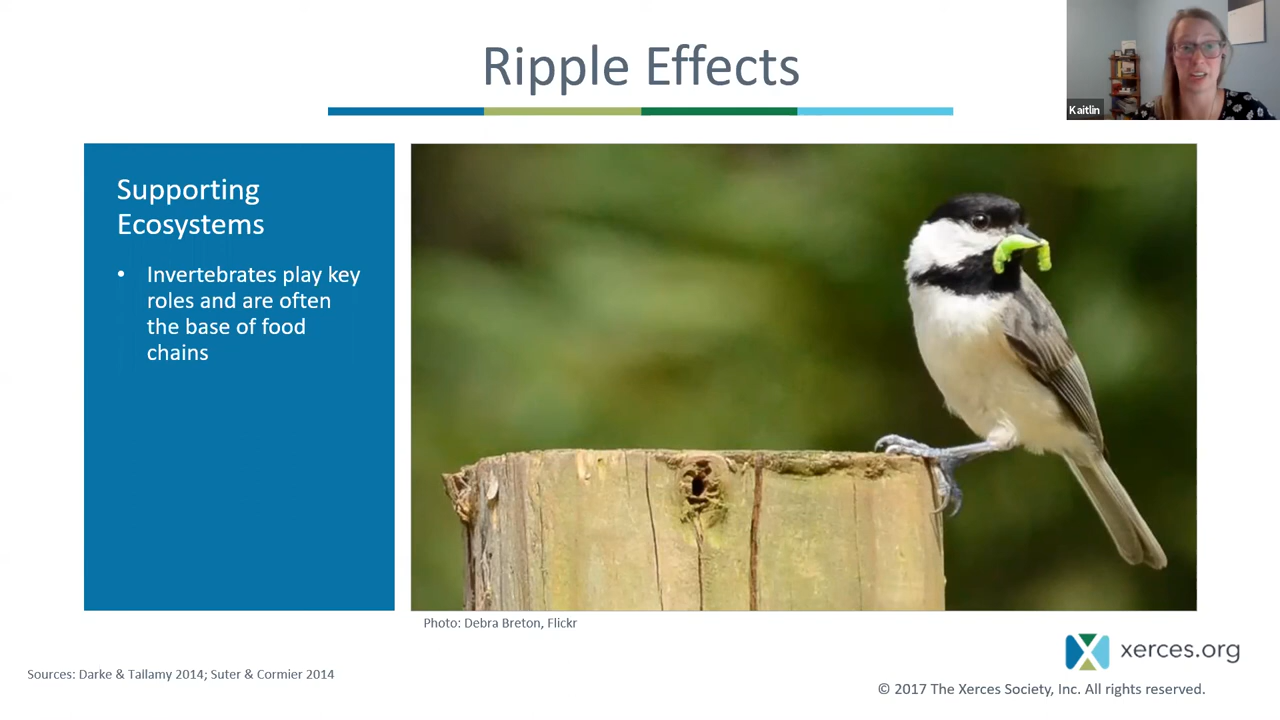 Ripple Effects
Kaitlin
Supporting
Ecosystems
• Invertebrates play key
roles and are often
the base of food
chains
Photo: Debra Breton, Flickr
xerces.org
Sources: Darke & Tallamy 2014; Suter & Cormier 2014
© 2017 The Xerces Society, Inc. All rights reserved.